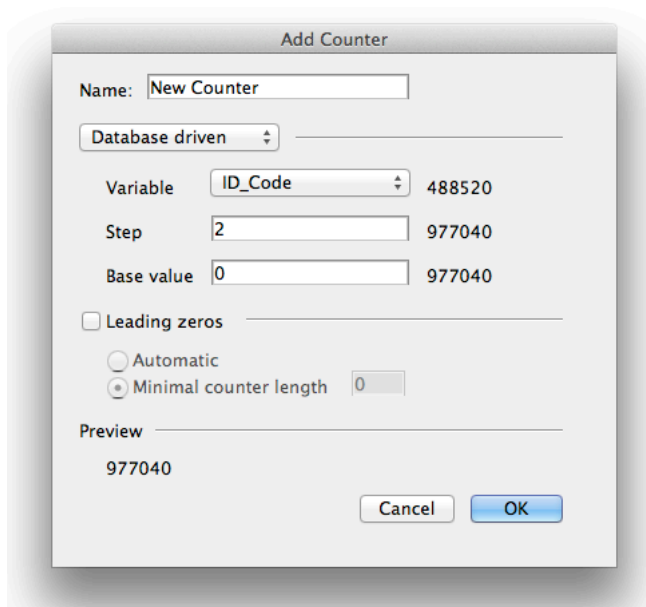 Add Counter
Name: New Counter
Database driven
Variable ID_Code 488520
Step 2 977040
Base value 0 977040
Leading zeros
Automatic
Minimal counter length 0
Preview
977040
Cancel OK